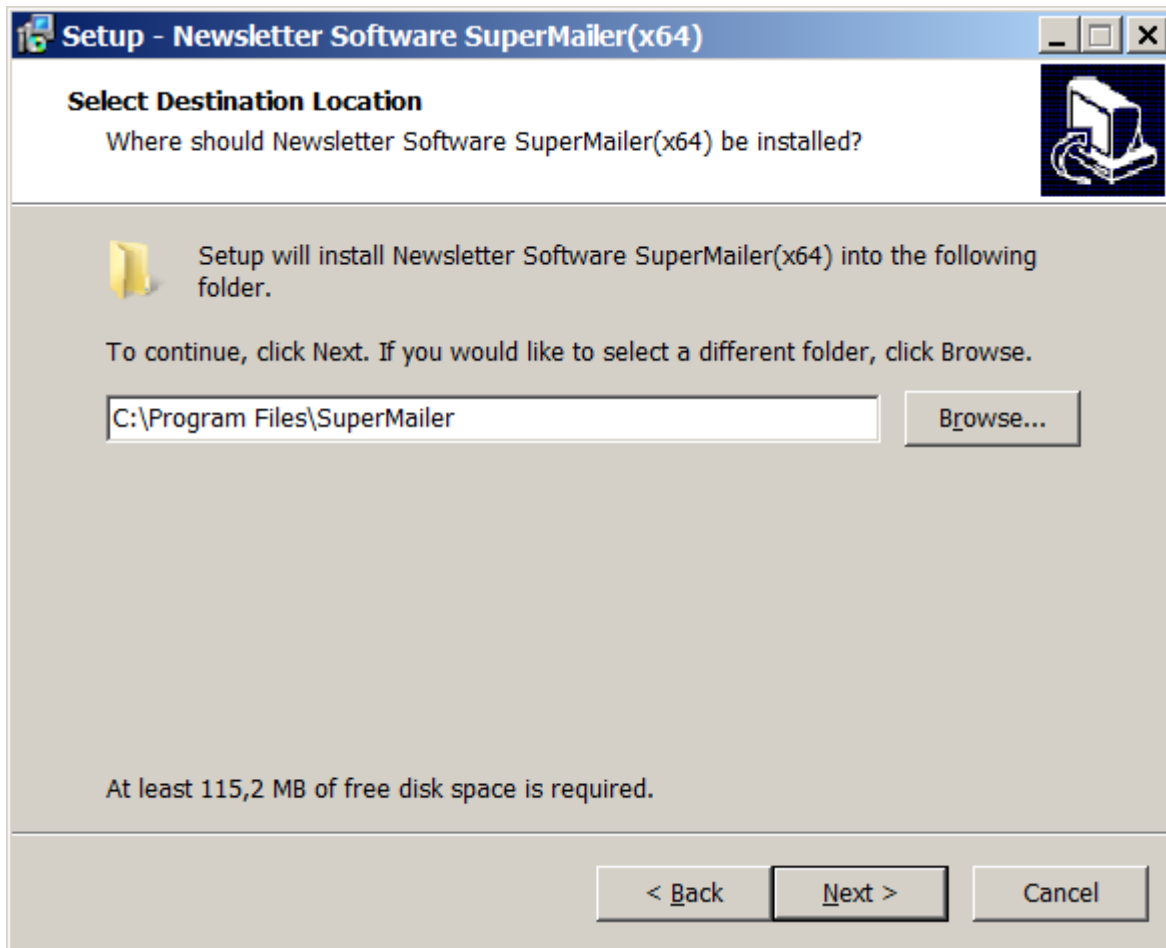 Setup - Newsletter Software SuperMailer(x64)
Select Destination Location
Where should Newsletter Software SuperMailer(x64) be installed?
Setup will install Newsletter Software SuperMailer(x64) into the following
folder.
To continue, click Next. If you would like to select a different folder, click Browse.
C:\Program Files\SuperMailer
Browse...
At least 115,2 MB of free disk space is required.
< Back
Next >
Cancel